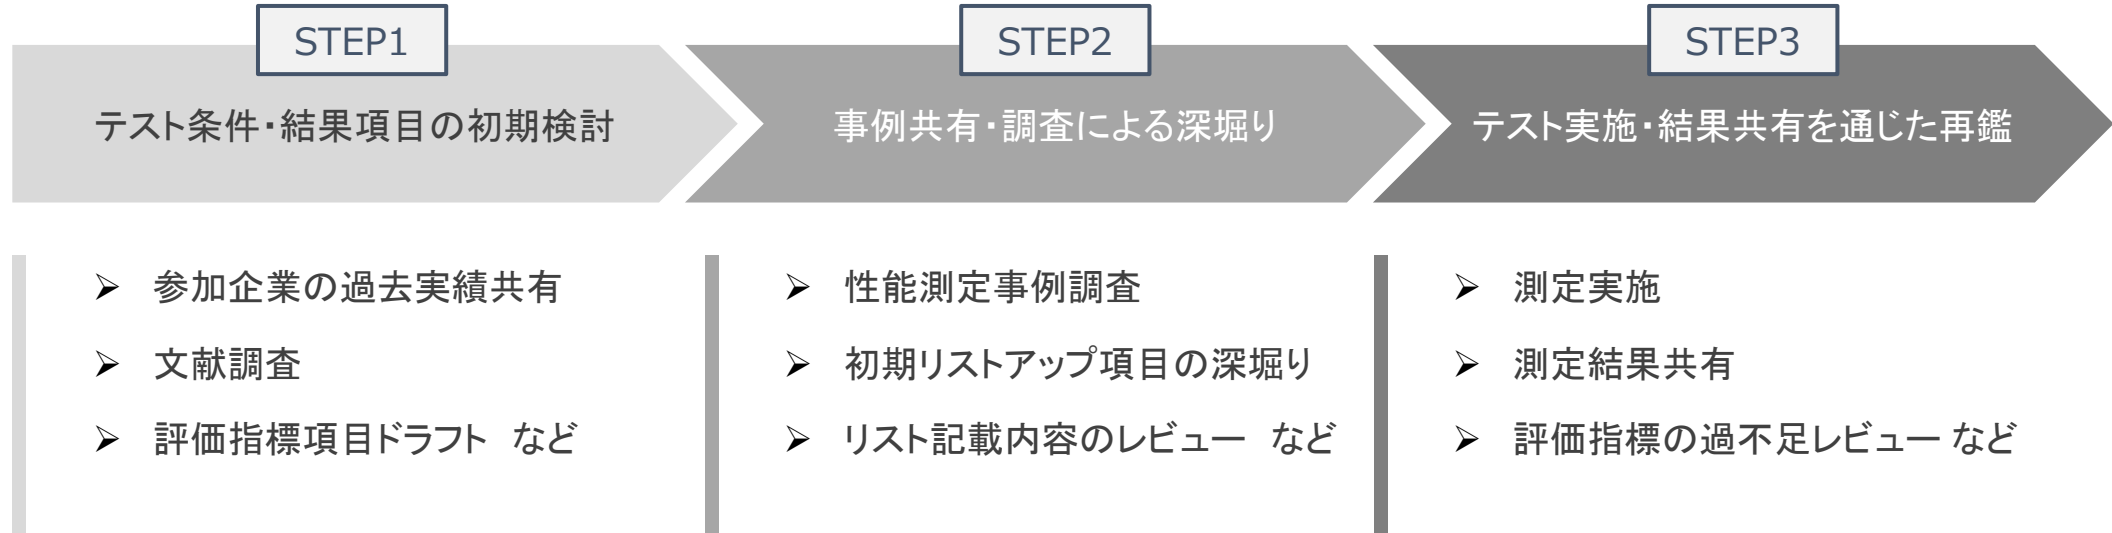 STEP1
テスト条件・結果項目の初期検討
➢ 参加企業の過去実績共有
➢ 文献調査
➢ 評価指標項目ドラフト など
STEP2
事例共有・調査による深堀り
➢ 性能測定事例調査
➢ 初期リストアップ項目の深堀り
➢ リスト記載内容のレビュー など
STEP3
テスト実施・結果共有を通じた再鑑
➢ 測定実施
➢ 測定結果共有
➢ 評価指標の過不足レビュー など